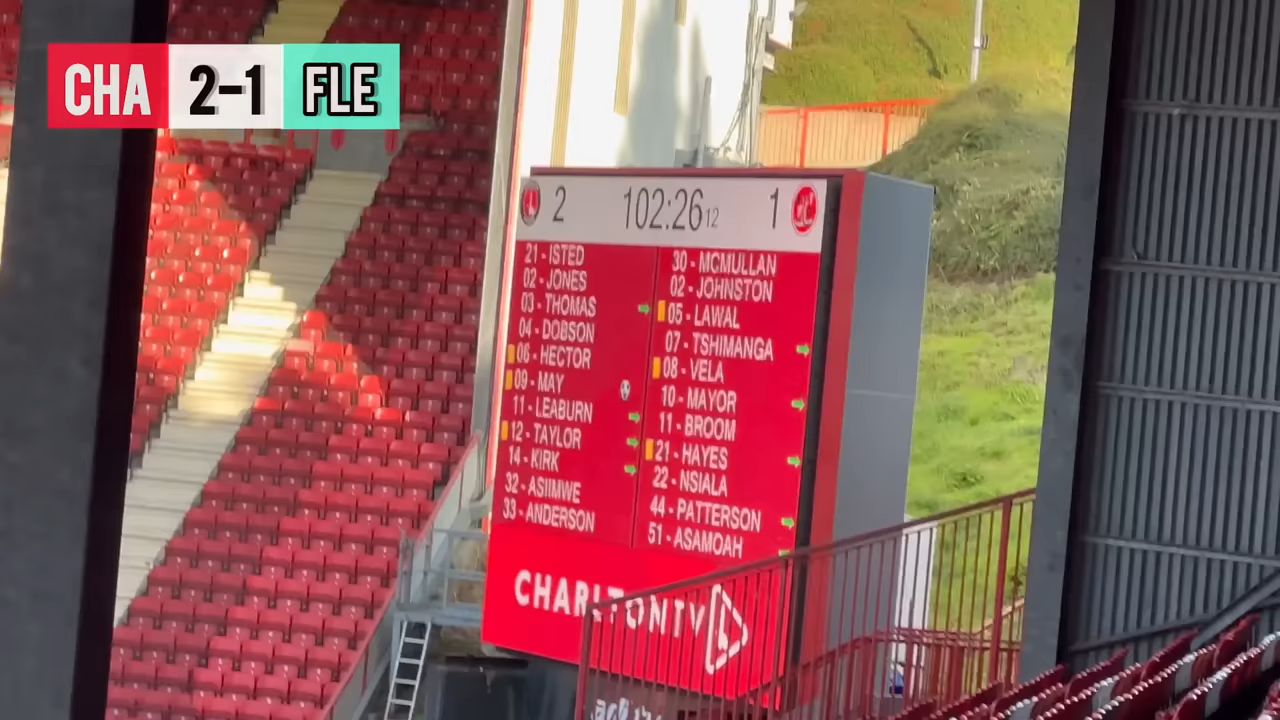 CHA 2-1 FLE
2 102:26 12 1
21 - ISTED
02 - JONES
03 - THOMAS
04 - DOBSON
06 - HECTOR
09 - MAY
11 - LEABURN
12 - TAYLOR
14 - KIRK
32 - ASIIMWE
33 - ANDERSON
30 - MCMULLAN
02 - JOHNSTON
05 - LAWAL
07 - TSHIMANGA
08 - VELA
10 - MAYOR
11 - BROOM
21 - HAYES
22 - NSIALA
44 - PATTERSON
51 - ASAMOAH
CHARLTONTV